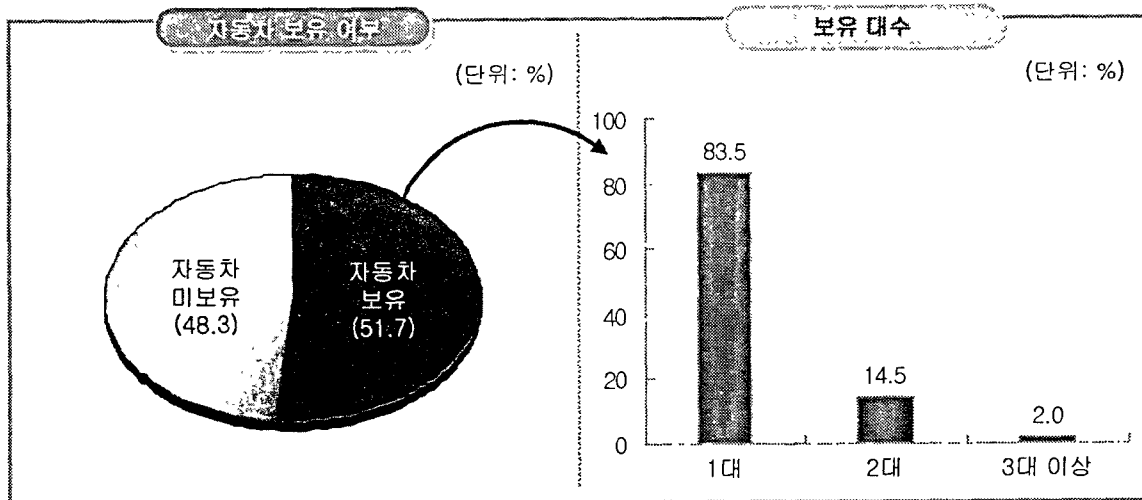 자동차 보유 여부
(단위: %)
자동차
미보유
(48.3)
자동차
보유
(51.7)
보유 대수
(단위: %)
100
80
60
40
20
0
83.5
14.5
2.0
1대
2대
3대 이상